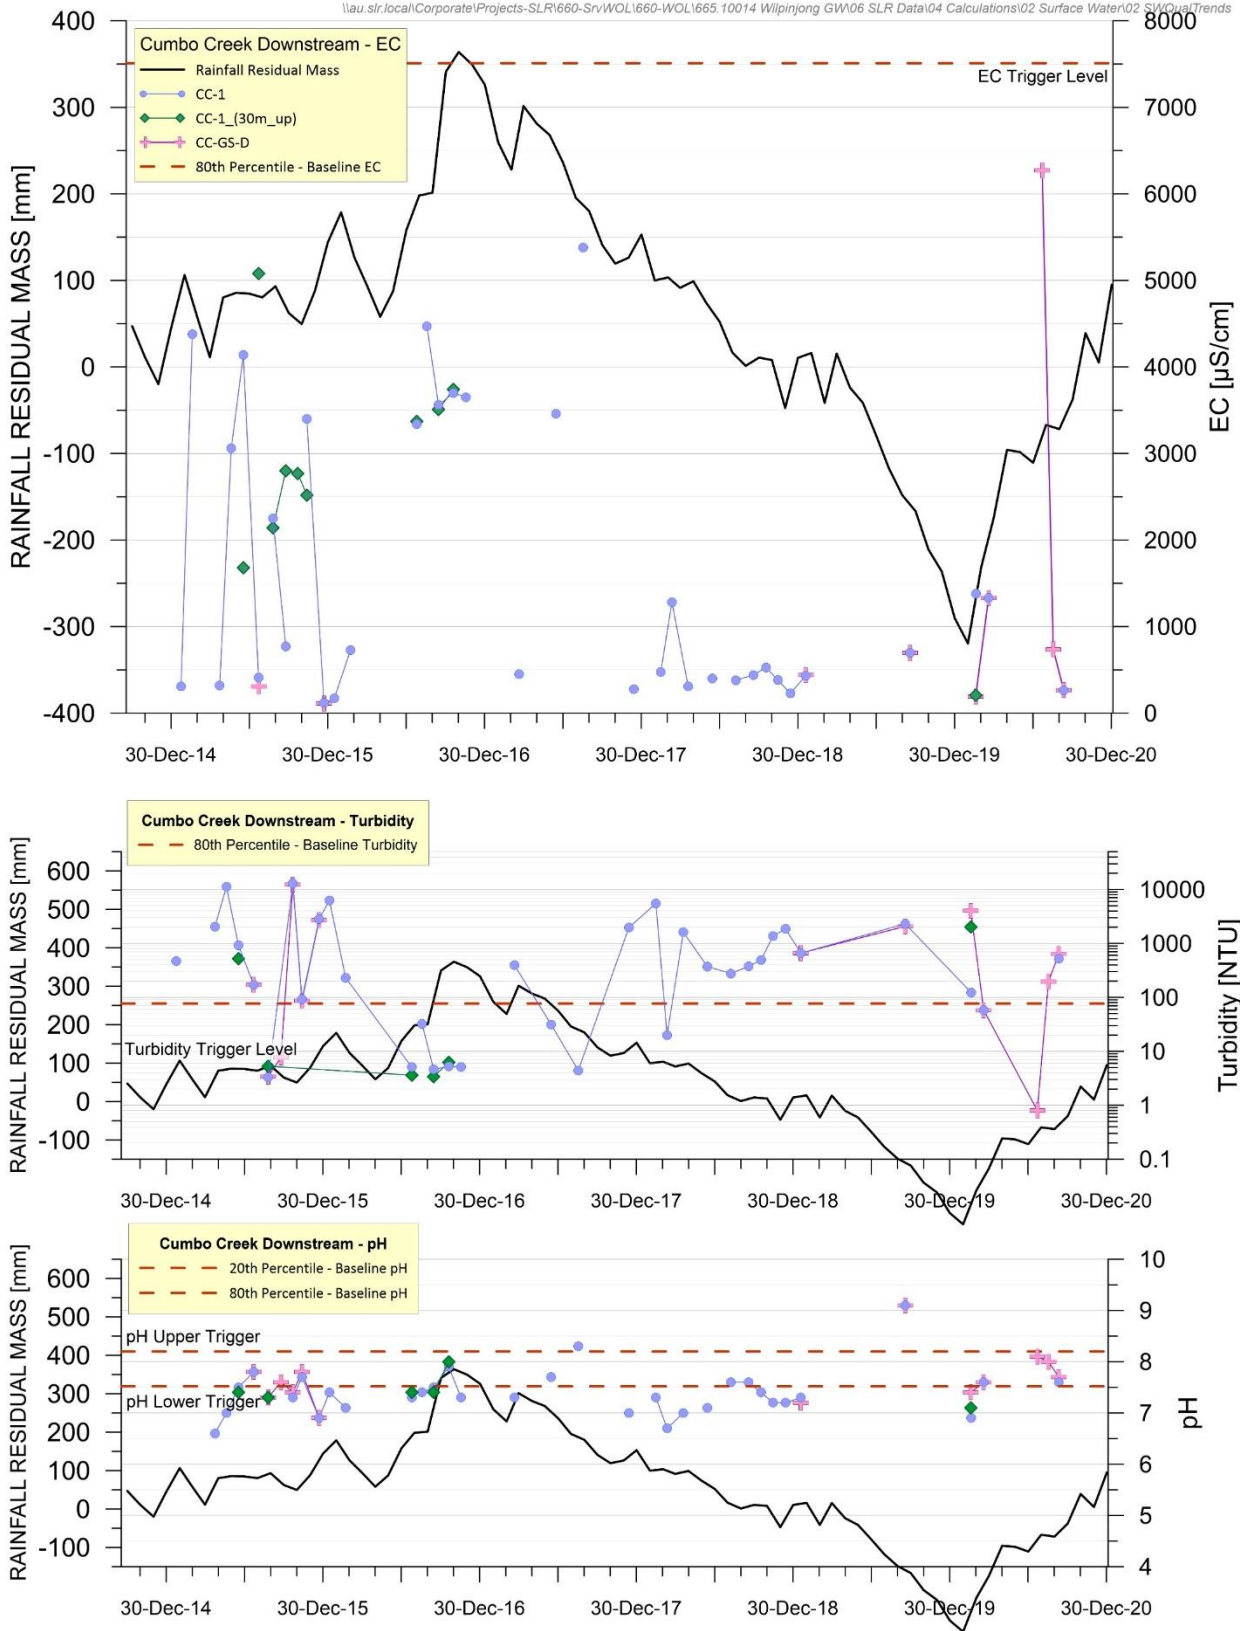 \\au.slr.local\Corporate\Projects-SLR\660-SrvWOL\660-WOL\665.10014 Wilpinjong GW\06 SLR Data\04 Calculations\02 Surface Water\02 SWQualTrends
Cumbo Creek Downstream - EC
Rainfall Residual Mass
CC-1
CC-1_(30m_up)
CC-GS-D
80th Percentile - Baseline EC
EC Trigger Level
RAINFALL RESIDUAL MASS [mm]
400
300
200
100
0
-100
-200
-300
-400
8000
7000
6000
5000
4000
3000
2000
1000
0
EC [µS/cm]
30-Dec-14 30-Dec-15 30-Dec-16 30-Dec-17 30-Dec-18 30-Dec-19 30-Dec-20
Cumbo Creek Downstream - Turbidity
80th Percentile - Baseline Turbidity
Turbidity Trigger Level
RAINFALL RESIDUAL MASS [mm]
600
500
400
300
200
100
0
-100
10000
1000
100
10
1
0.1
Turbidity [NTU]
30-Dec-14 30-Dec-15 30-Dec-16 30-Dec-17 30-Dec-18 30-Dec-19 30-Dec-20
Cumbo Creek Downstream - pH
20th Percentile - Baseline pH
80th Percentile - Baseline pH
pH Upper Trigger
pH Lower Trigger
RAINFALL RESIDUAL MASS [mm]
600
500
400
300
200
100
0
-100
10
9
8
7
6
5
4
pH
30-Dec-14 30-Dec-15 30-Dec-16 30-Dec-17 30-Dec-18 30-Dec-19 30-Dec-20